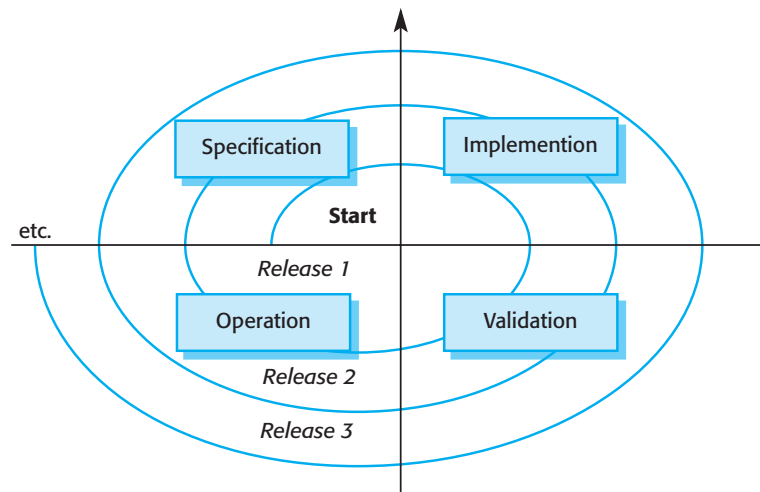 Specification
Implemention
Start
etc.
Release 1
Operation
Validation
Release 2
Release 3